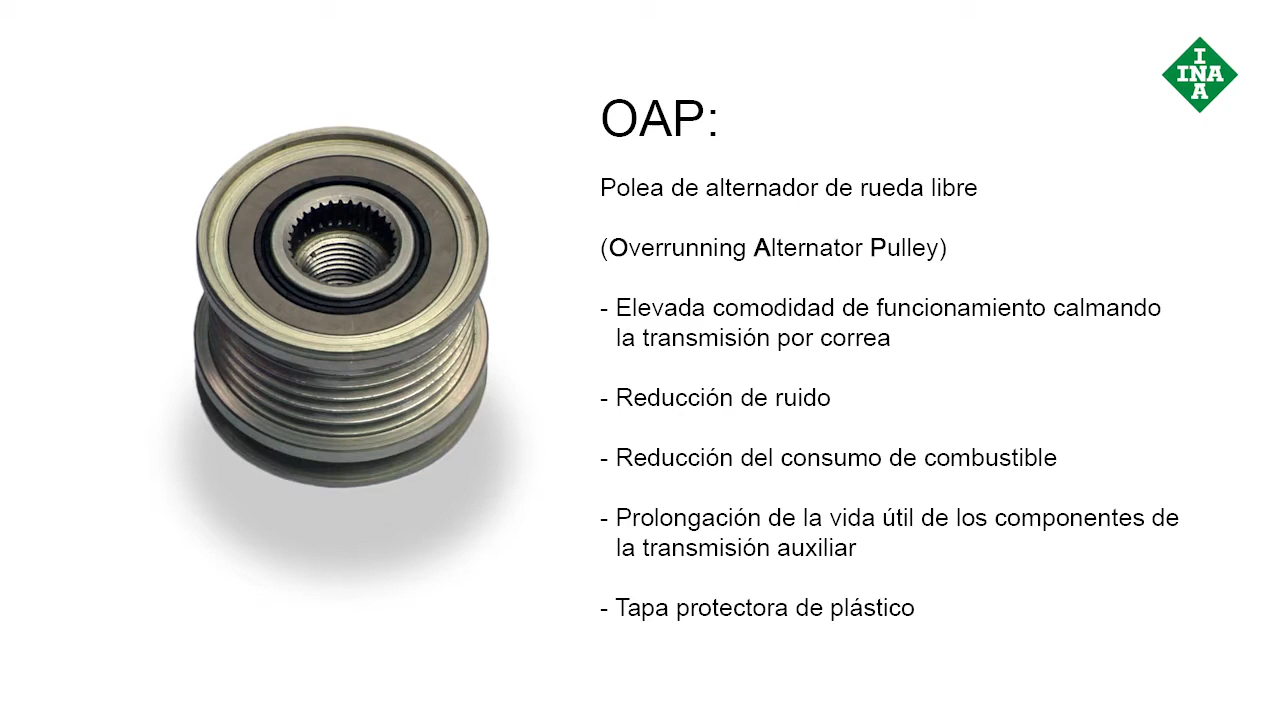 I
INA
A
OAP:
Polea de alternador de rueda libre
(Overrunning Alternator Pulley)
- Elevada comodidad de funcionamiento calmando
la transmisión por correa
- Reducción de ruido
- Reducción del consumo de combustible
- Prolongación de la vida útil de los componentes de
la transmisión auxiliar
- Tapa protectora de plástico